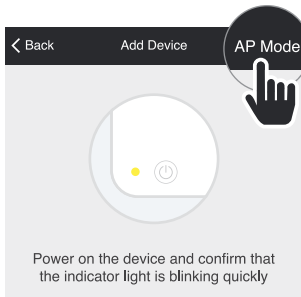 Back Add Device AP Mode
Power on the device and confirm that
the indicator light is blinking quickly